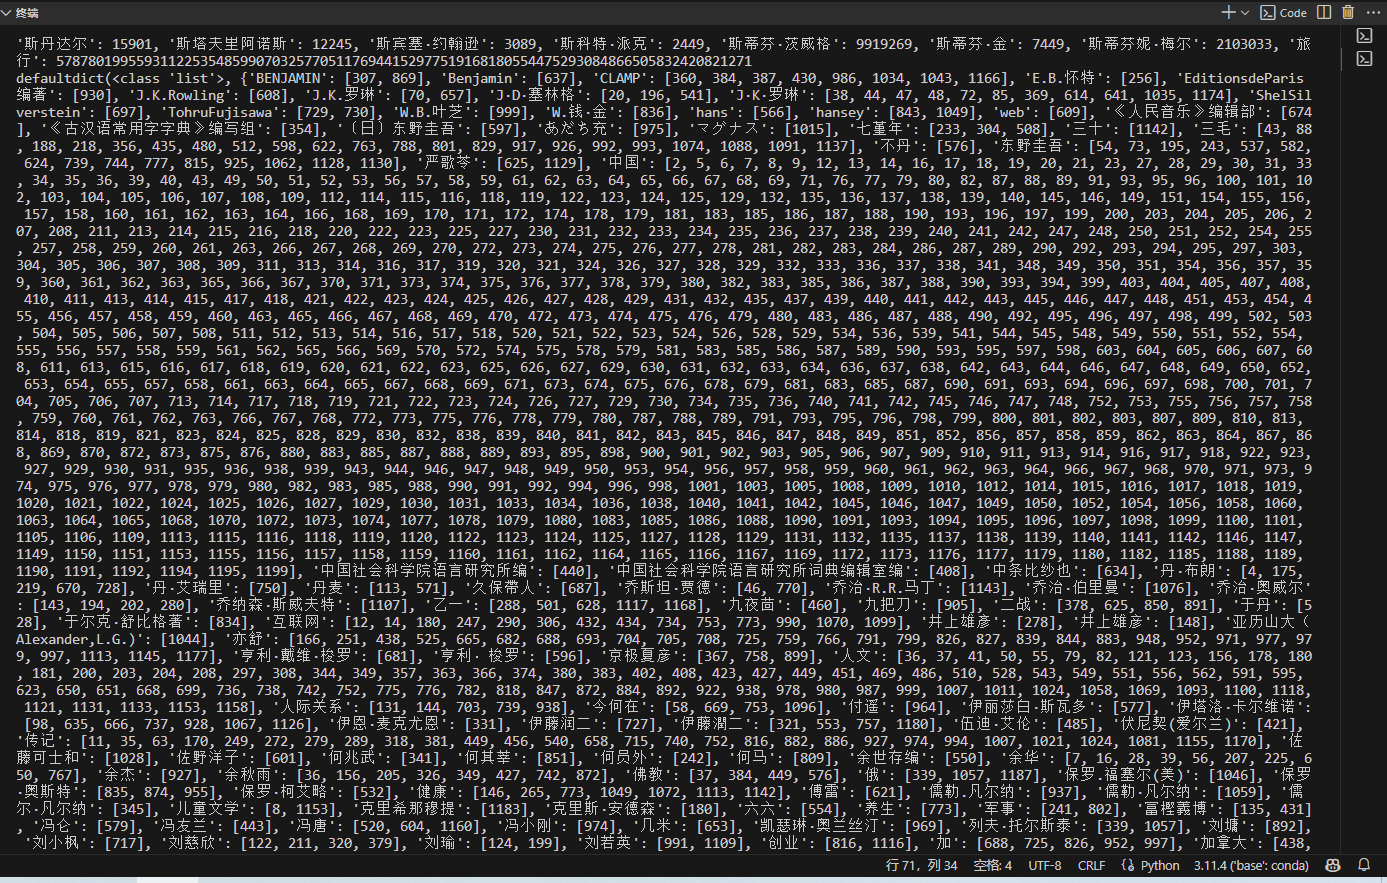 终端
Code
'斯丹达尔': 15901, '斯塔夫里阿诺斯': 12245, '斯宾塞·约翰逊': 3089, '斯科特·派克': 2449, '斯蒂芬·茨威格': 9919269, '斯蒂芬·金': 7449, '斯蒂芬妮·梅尔': 2103033, '旅
行': 57878019955931122535485990703257705117694415297751916818055447529308486650583242082127​1
defaultdict(<class 'list'>, {'BENJAMIN': [307, 869], 'Benjamin': [637], 'CLAMP': [360, 384, 387, 430, 986, 1034, 1043, 1166], 'E.B.怀特': [256], 'EditionsdeParis
编著': [930], 'J.K.Rowling': [608], 'J.K.罗琳': [70, 657], 'J·D·塞林格': [20, 196, 541], 'J·K·罗琳': [38, 44, 47, 48, 72, 85, 369, 614, 641, 1035, 1174], 'ShelSil
verstein': [697], 'TohruFujisawa': [729, 730], 'W.B.叶芝': [999], 'W.钱·金': [836], 'hans': [566], 'hansey': [843, 1049], 'web': [609], '《人民音乐》编辑部': [674
], '《古汉语常用字字典》编写组': [354], '（日）东野圭吾': [597], 'あだち充': [975], 'マグナス': [1015], '七堇年': [233, 304, 508], '三十': [1142], '三毛': [43, 88
, 188, 218, 356, 435, 480, 512, 598, 622, 763, 788, 801, 829, 917, 926, 992, 993, 1074, 1088, 1091, 1137], '不丹': [576], '东野圭吾': [54, 73, 195, 243, 537, 582,
624, 739, 744, 777, 815, 925, 1062, 1128, 1130], '严歌苓': [625, 1129], '中国': [2, 5, 6, 7, 8, 9, 12, 13, 14, 16, 17, 18, 19, 20, 21, 23, 27, 28, 29, 30, 31, 33
, 34, 35, 36, 39, 40, 43, 49, 50, 51, 52, 53, 56, 57, 58, 59, 61, 62, 63, 64, 65, 66, 67, 68, 69, 71, 76, 77, 79, 80, 82, 87, 88, 89, 91, 93, 95, 96, 100, 101, 10
2, 103, 104, 105, 106, 107, 108, 109, 112, 114, 115, 116, 118, 119, 122, 123, 124, 125, 129, 132, 135, 136, 137, 138, 139, 140, 145, 146, 149, 151, 154, 155, 156,
157, 158, 160, 161, 162, 163, 164, 166, 168, 169, 170, 171, 172, 174, 178, 179, 181, 183, 185, 186, 187, 188, 190, 193, 196, 197, 199, 200, 203, 204, 205, 206, 2
07, 208, 211, 213, 214, 215, 216, 218, 220, 222, 223, 225, 227, 230, 231, 232, 233, 234, 235, 236, 237, 238, 239, 240, 241, 242, 247, 248, 250, 251, 252, 254, 255
, 257, 258, 259, 260, 261, 263, 266, 267, 268, 269, 270, 272, 273, 274, 275, 276, 277, 278, 281, 282, 283, 284, 286, 287, 289, 290, 292, 293, 294, 295, 297, 303,
304, 305, 306, 307, 308, 309, 311, 313, 314, 316, 317, 319, 320, 321, 324, 326, 327, 328, 329, 332, 333, 336, 337, 338, 341, 348, 349, 350, 351, 354, 356, 357, 35
9, 360, 361, 362, 363, 365, 366, 367, 370, 371, 373, 374, 375, 376, 377, 378, 379, 380, 382, 383, 385, 386, 387, 388, 390, 393, 394, 399, 403, 404, 405, 407, 408,
410, 411, 413, 414, 415, 417, 418, 421, 422, 423, 424, 425, 426, 427, 428, 429, 431, 432, 435, 437, 439, 440, 441, 442, 443, 445, 446, 447, 448, 451, 453, 454, 4
55, 456, 457, 458, 459, 460, 463, 465, 466, 467, 468, 469, 470, 472, 473, 474, 475, 476, 479, 480, 483, 486, 487, 488, 490, 492, 495, 496, 497, 498, 499, 502, 503
, 504, 505, 506, 507, 508, 511, 512, 513, 514, 516, 517, 518, 520, 521, 522, 523, 524, 526, 528, 529, 534, 536, 539, 541, 544, 545, 548, 549, 550, 551, 552, 554,
555, 556, 557, 558, 559, 561, 562, 565, 566, 569, 570, 572, 574, 575, 578, 579, 581, 583, 585, 586, 587, 589, 590, 593, 595, 597, 598, 603, 604, 605, 606, 607, 60
8, 611, 613, 615, 616, 617, 618, 619, 620, 621, 622, 623, 625, 626, 627, 629, 630, 631, 632, 633, 634, 636, 637, 638, 642, 643, 644, 646, 647, 648, 649, 650, 652,
653, 654, 655, 657, 658, 661, 663, 664, 665, 667, 668, 669, 671, 673, 674, 675, 676, 678, 679, 681, 683, 685, 687, 690, 691, 693, 694, 696, 697, 698, 700, 701, 7
04, 705, 706, 707, 713, 714, 717, 718, 719, 721, 722, 723, 724, 726, 727, 729, 730, 734, 735, 736, 740, 741, 742, 745, 746, 747, 748, 752, 753, 755, 756, 757, 758
, 759, 760, 761, 762, 763, 766, 767, 768, 772, 773, 775, 776, 778, 779, 780, 787, 788, 789, 791, 793, 795, 796, 798, 799, 800, 801, 802, 803, 807, 809, 810, 813,
814, 818, 819, 821, 823, 824, 825, 828, 829, 830, 832, 838, 839, 840, 841, 842, 843, 845, 846, 847, 848, 849, 851, 852, 856, 857, 858, 859, 862, 863, 864, 867, 86
8, 869, 870, 872, 873, 875, 876, 880, 883, 885, 887, 888, 889, 893, 895, 898, 900, 901, 902, 903, 905, 906, 907, 909, 910, 911, 913, 914, 916, 917, 918, 922, 923,
927, 929, 930, 931, 935, 936, 938, 939, 943, 944, 946, 947, 948, 949, 950, 953, 954, 956, 957, 958, 959, 960, 961, 962, 963, 964, 966, 967, 968, 970, 971, 973, 9
74, 975, 976, 977, 978, 979, 980, 982, 983, 985, 988, 990, 991, 992, 994, 996, 998, 1001, 1003, 1005, 1008, 1009, 1010, 1012, 1014, 1015, 1016, 1017, 1018, 1019,
1020, 1021, 1022, 1024, 1025, 1026, 1027, 1029, 1030, 1031, 1033, 1034, 1036, 1038, 1040, 1041, 1042, 1045, 1046, 1047, 1049, 1050, 1052, 1054, 1056, 1058, 1060,
1063, 1064, 1065, 1068, 1070, 1072, 1073, 1074, 1077, 1078, 1079, 1080, 1083, 1085, 1086, 1088, 1090, 1091, 1093, 1094, 1095, 1096, 1097, 1098, 1099, 1100, 1101,
1105, 1106, 1109, 1113, 1115, 1116, 1118, 1119, 1120, 1122, 1123, 1124, 1125, 1127, 1128, 1129, 1131, 1132, 1135, 1137, 1138, 1139, 1140, 1141, 1142, 1146, 1147,
1149, 1150, 1151, 1153, 1155, 1156, 1157, 1158, 1159, 1160, 1161, 1162, 1164, 1165, 1166, 1167, 1169, 1172, 1173, 1176, 1177, 1179, 1180, 1182, 1185, 1188, 1189,
1190, 1191, 1192, 1194, 1195, 1199], '中国社会科学院语言研究所编': [440], '中国社会科学院语言研究所词典编辑室编': [408], '中条比纱也': [634], '丹·布朗': [4, 175,
219, 670, 728], '丹·艾瑞里': [750], '丹麦': [113, 571], '久保帶人': [687], '乔斯坦·贾德': [46, 770], '乔治·R.R.马丁': [1143], '乔治·伯里曼': [1076], '乔治·奥威尔'
: [143, 194, 202, 280], '乔纳森·斯威夫特': [1107], '乙一': [288, 501, 628, 1117, 1168], '九夜茴': [460], '九把刀': [905], '二战': [378, 625, 850, 891], '于丹': [5
28], '于尔克·舒比格著': [834], '互联网': [12, 14, 180, 247, 290, 306, 432, 434, 734, 753, 773, 990, 1070, 1099], '井上雄彦': [278], '井上雄彥': [148], '亚历山大（
Alexander,L.G.)': [1044], '亦舒': [166, 251, 438, 525, 665, 682, 688, 693, 704, 705, 708, 725, 759, 766, 791, 799, 826, 827, 839, 844, 883, 948, 952, 971, 977, 97
9, 997, 1113, 1145, 1177], '亨利·戴维·梭罗': [681], '亨利· 梭罗': [596], '京极夏彦': [367, 758, 899], '人文': [36, 37, 41, 50, 55, 79, 82, 121, 123, 156, 178, 180
, 181, 200, 203, 204, 208, 297, 308, 344, 349, 357, 363, 366, 374, 380, 383, 402, 408, 423, 427, 449, 451, 469, 486, 510, 528, 543, 549, 551, 556, 562, 591, 595,
623, 650, 651, 668, 699, 736, 738, 742, 752, 775, 776, 782, 818, 847, 872, 884, 892, 922, 938, 978, 980, 987, 999, 1007, 1011, 1024, 1058, 1069, 1093, 1100, 1118,
1121, 1131, 1133, 1153, 1158], '人际关系': [131, 144, 703, 739, 938], '今何在': [58, 669, 753, 1096], '付遥': [964], '伊丽莎白·斯瓦多': [577], '伊塔洛·卡尔维诺':
[98, 635, 666, 737, 928, 1067, 1126], '伊恩·麦克尤恩': [331], '伊藤润二': [727], '伊藤潤二': [321, 553, 757, 1180], '伍迪·艾伦': [485], '伏尼契(爱尔兰)': [421],
'传记': [11, 35, 63, 170, 249, 272, 279, 289, 318, 381, 449, 456, 540, 658, 715, 740, 752, 816, 882, 886, 927, 974, 994, 1007, 1021, 1024, 1081, 1155, 1170], '佐
藤可士和': [1028], '佐野洋子': [601], '何兆武': [341], '何其莘': [851], '何员外': [242], '何马': [809], '余世存编': [550], '余华': [7, 16, 28, 39, 56, 207, 225, 6
50, 767], '余杰': [927], '余秋雨': [36, 156, 205, 326, 349, 427, 742, 872], '佛教': [37, 384, 449, 576], '俄': [339, 1057, 1187], '保罗.福塞尔(美)': [1046], '保罗
·奥斯特': [835, 874, 955], '保罗·柯艾略': [532], '健康': [146, 265, 773, 1049, 1072, 1113, 1142], '傅雷': [621], '儒勒.凡尔纳': [937], '儒勒·凡尔纳': [1059], '儒
尔·凡尔纳': [345], '儿童文学': [8, 1153], '克里希那穆提': [1183], '克里斯·安德森': [180], '六六': [554], '养生': [773], '军事': [241, 802], '冨樫義博': [135, 431]
, '冯仑': [579], '冯友兰': [443], '冯唐': [520, 604, 1160], '冯小刚': [974], '几米': [653], '凯瑟琳·奥兰丝汀': [969], '列夫·托尔斯泰': [339, 1057], '刘墉': [892],
'刘小枫': [717], '刘慈欣': [122, 211, 320, 379], '刘瑜': [124, 199], '刘若英': [991, 1109], '创业': [816, 1116], '加': [688, 725, 826, 952, 997], '加拿大': [438,
行 71，列 34 空格: 4 UTF-8 CRLF Python 3.11.4 ('base': conda)